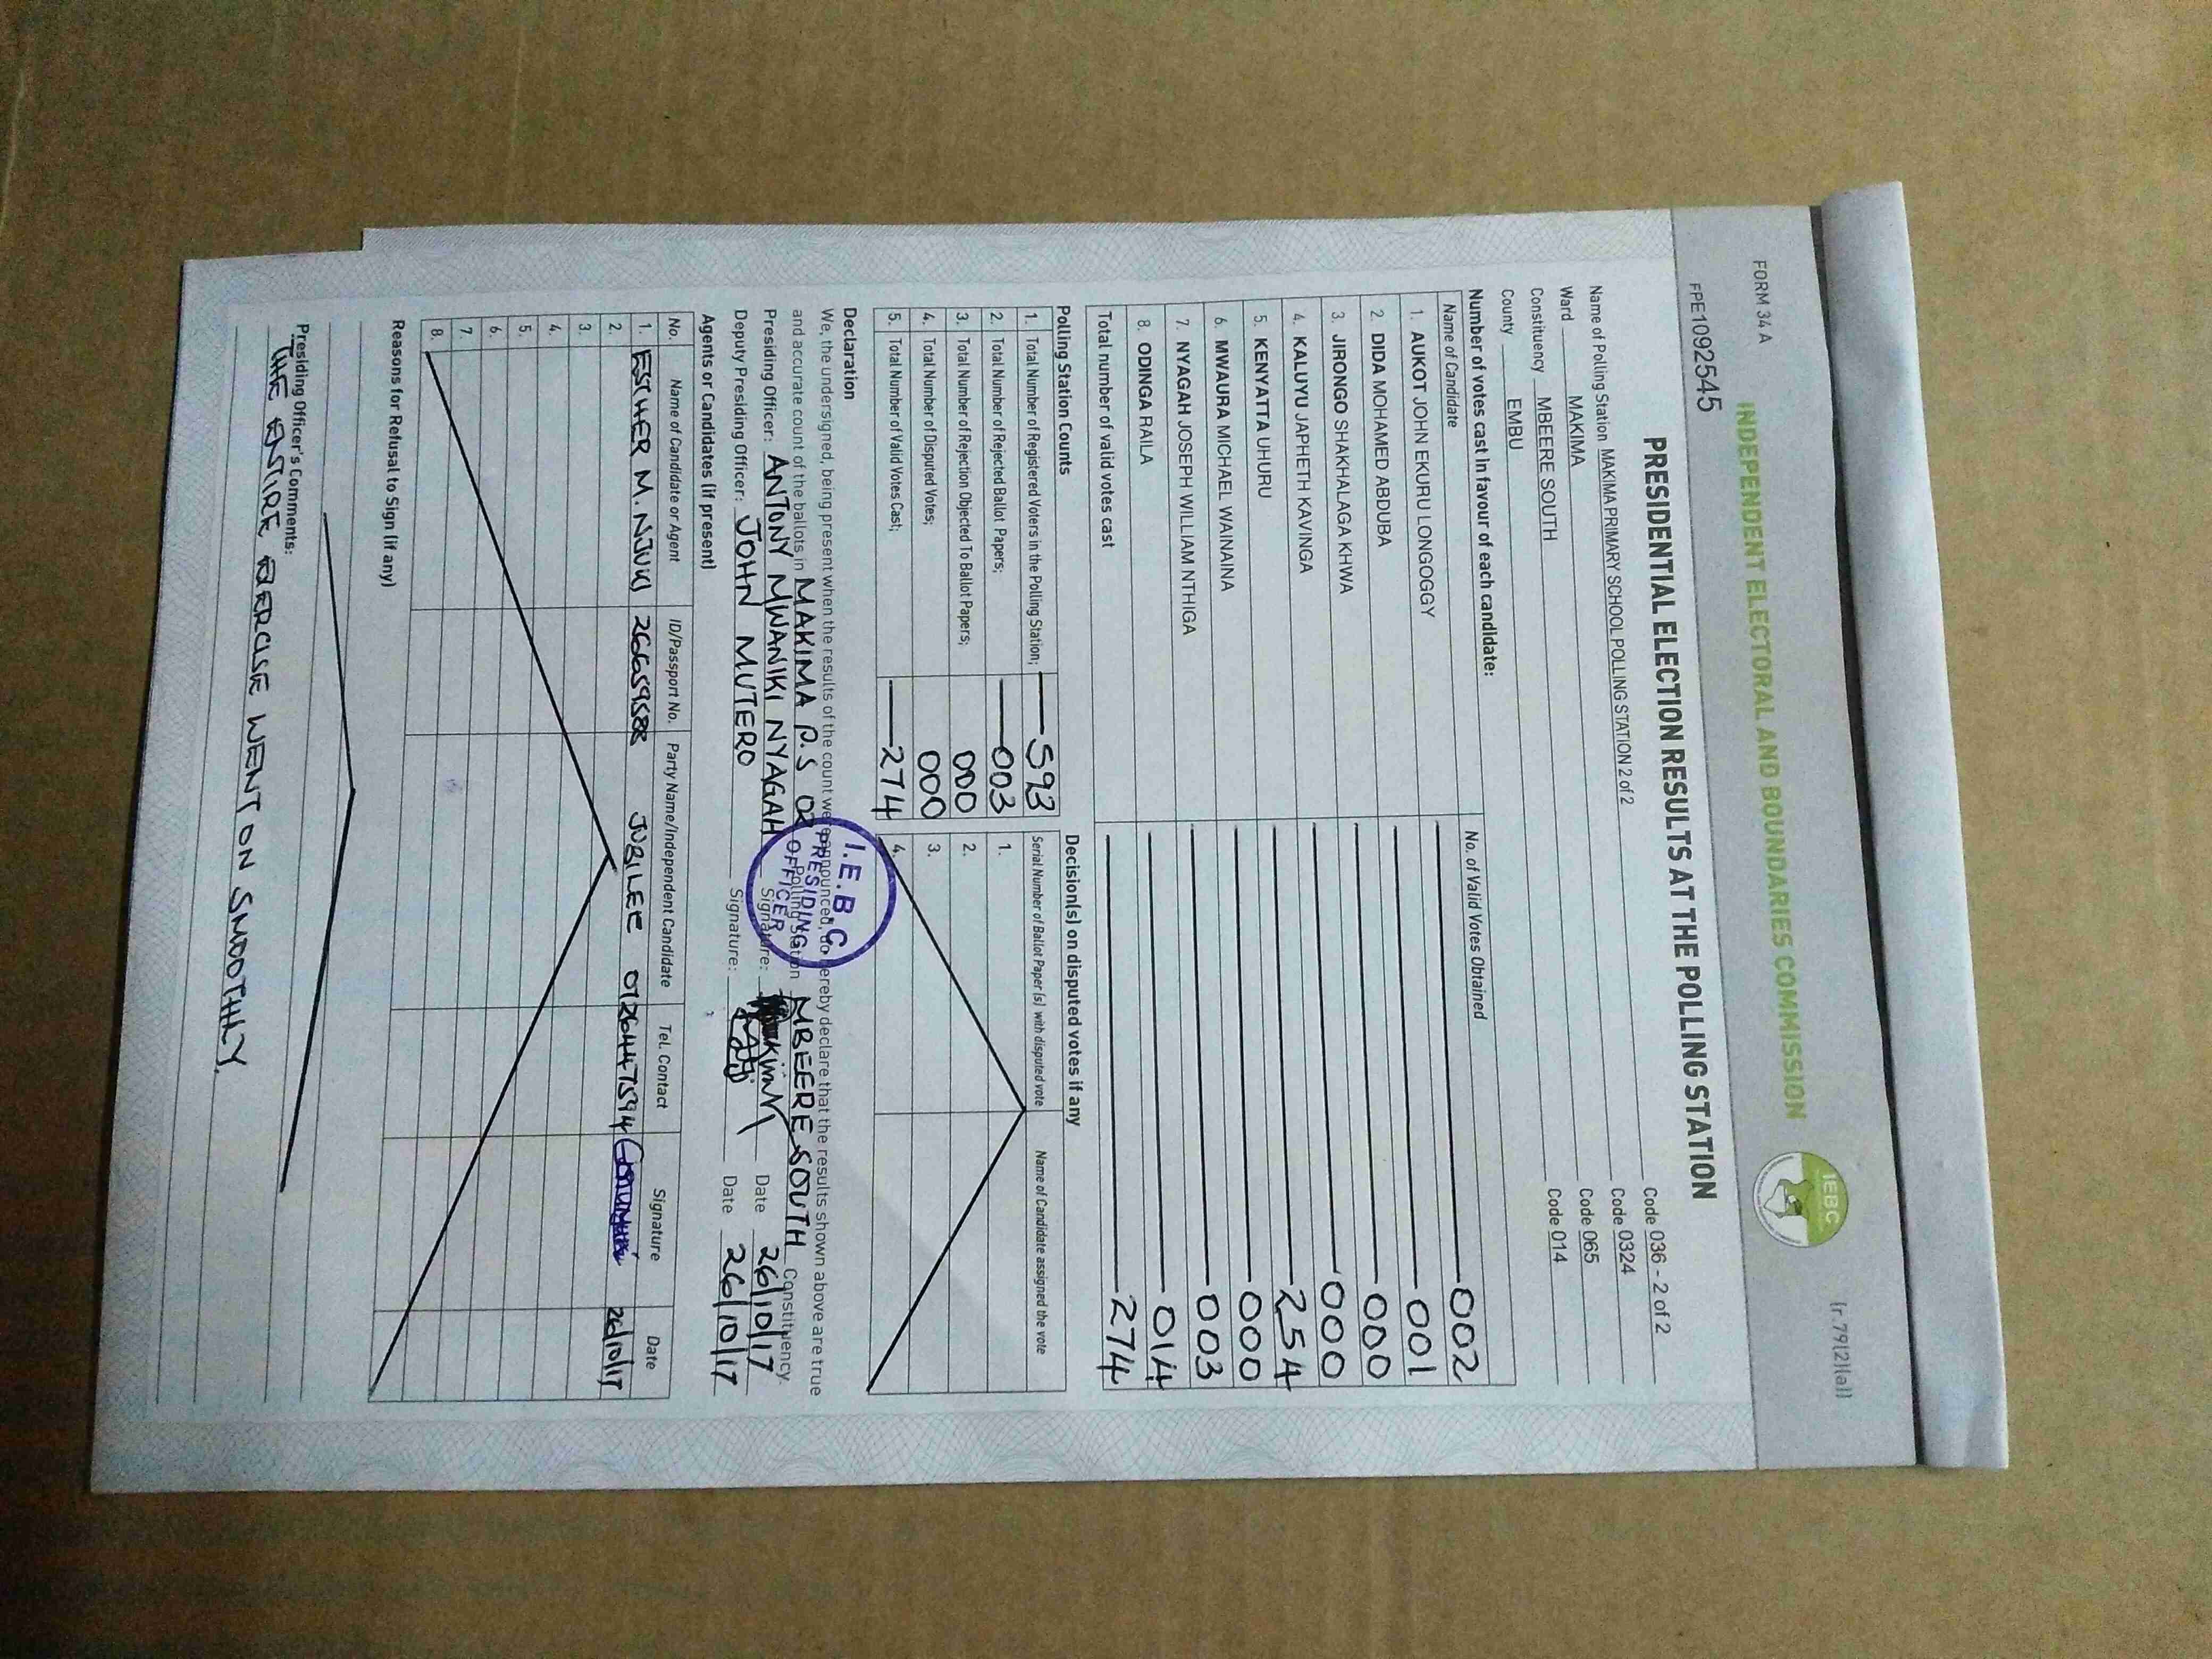 FORM 34 A
(r.79(2)(a))
INDEPENDENT ELECTORAL AND BOUNDARIES COMMISSION
IEBC
FPE1092545
PRESIDENTIAL ELECTION RESULTS AT THE POLLING STATION
Name of Polling Station MAKIMA PRIMARY SCHOOL POLLING STATION 2 of 2 Code 036 - 2 of 2
Ward MAKIMA Code 0324
Constituency MBEERE SOUTH Code 065
County EMBU Code 014
Number of votes cast in favour of each candidate:
Name of Candidate No. of Valid Votes Obtained
1. AUKOT JOHN EKURU LONGOGGY 002
2. DIDA MOHAMED ABDUBA 001
3. JIRONGO SHAKHALAGA KHWA 000
4. KALUYU JAPHETH KAVINGA 000
5. KENYATTA UHURU 254
6. MWAURA MICHAEL WAINAINA 000
7. NYAGAH JOSEPH WILLIAM NTHIGA 003
8. ODINGA RAILA 014
Total number of valid votes cast 274
Polling Station Counts Decision(s) on disputed votes if any
1. Total Number of Registered Voters in the Polling Station; 593 Serial Number of Ballot Paper (s) with disputed vote Name of Candidate assigned the vote
2. Total Number of Rejected Ballot Papers; 003 1.
3. Total Number of Rejection Objected To Ballot Papers; 000 2.
4. Total Number of Disputed Votes; 000 3.
5. Total Number of Valid Votes Cast; 274 4.
Declaration
We, the undersigned, being present when the results of the count were announced, do hereby declare that the results shown above are true
and accurate count of the ballots in MAKIMA P.S 02 Polling Station MBEERE SOUTH Constituency.
I.E.B.C
PRESIDING
OFFICER
Presiding Officer: ANTONY MWANIKI NYAGAH Signature: Date 26/10/17
Deputy Presiding Officer: JOHN MUTERO Signature: Date 26/10/17
Agents or Candidates (if present)
No. Name of Candidate or Agent ID/Passport No. Party Name/Independent Candidate Tel. Contact Signature Date
1. ESTHER M. NJUKI 26659588 JUBILEE 0726447594 26/10/17
2.
3.
4.
5.
6.
7.
8.
Reasons for Refusal to Sign (if any)
Presiding Officer's Comments:
THE ENTIRE EXERCISE WENT ON SMOOTHLY.